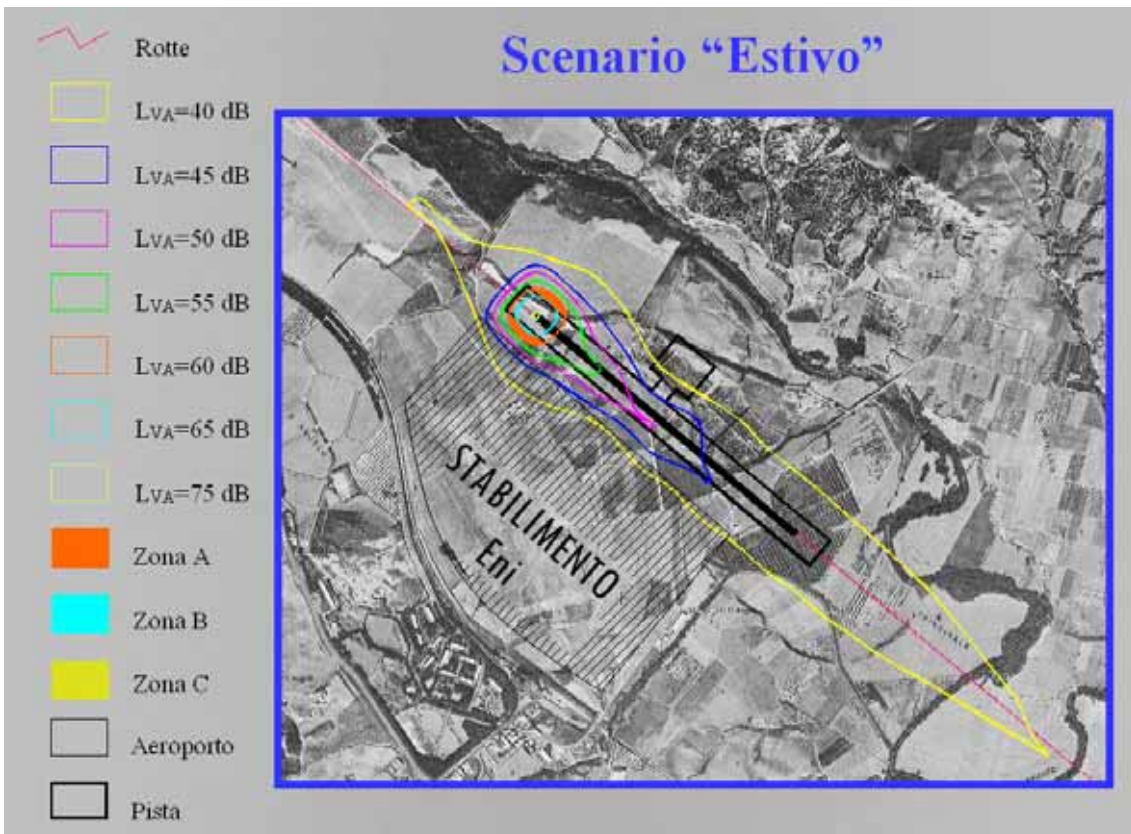 Scenario “Estivo”
Rotte
LVA=40 dB
LVA=45 dB
LVA=50 dB
LVA=55 dB
LVA=60 dB
LVA=65 dB
LVA=75 dB
Zona A
Zona B
Zona C
Aeroporto
Pista
STABILIMENTO
Eni